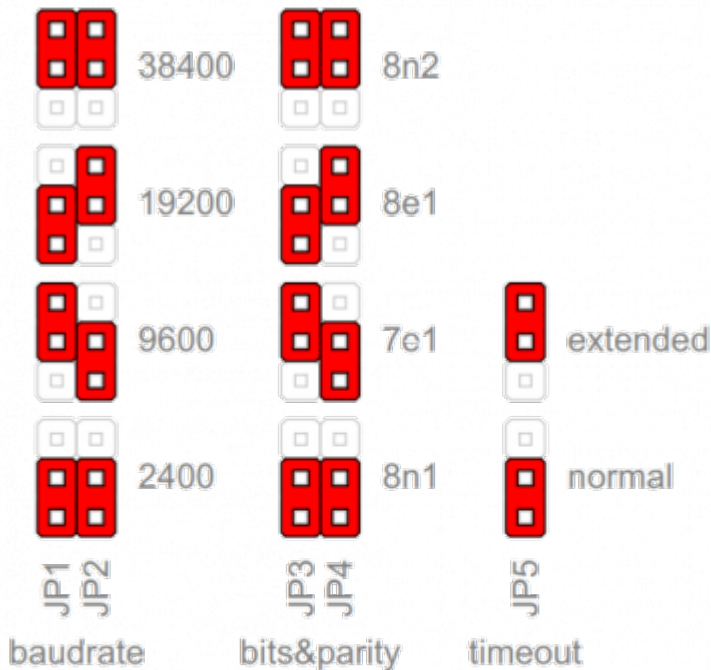 38400 8n2
19200 8e1
9600 7e1 extended
2400 8n1 normal
JP1 JP2 JP3 JP4 JP5
baudrate bits&parity timeout